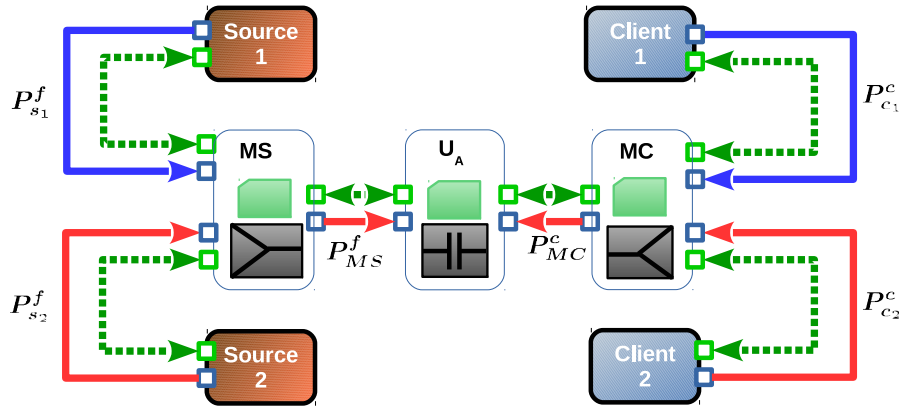 Source
1
Client
1
P^f_{s_1}
P^c_{c_1}
MS
U_A
MC
P^f_{MS}
P^c_{MC}
P^f_{s_2}
P^c_{c_2}
Source
2
Client
2